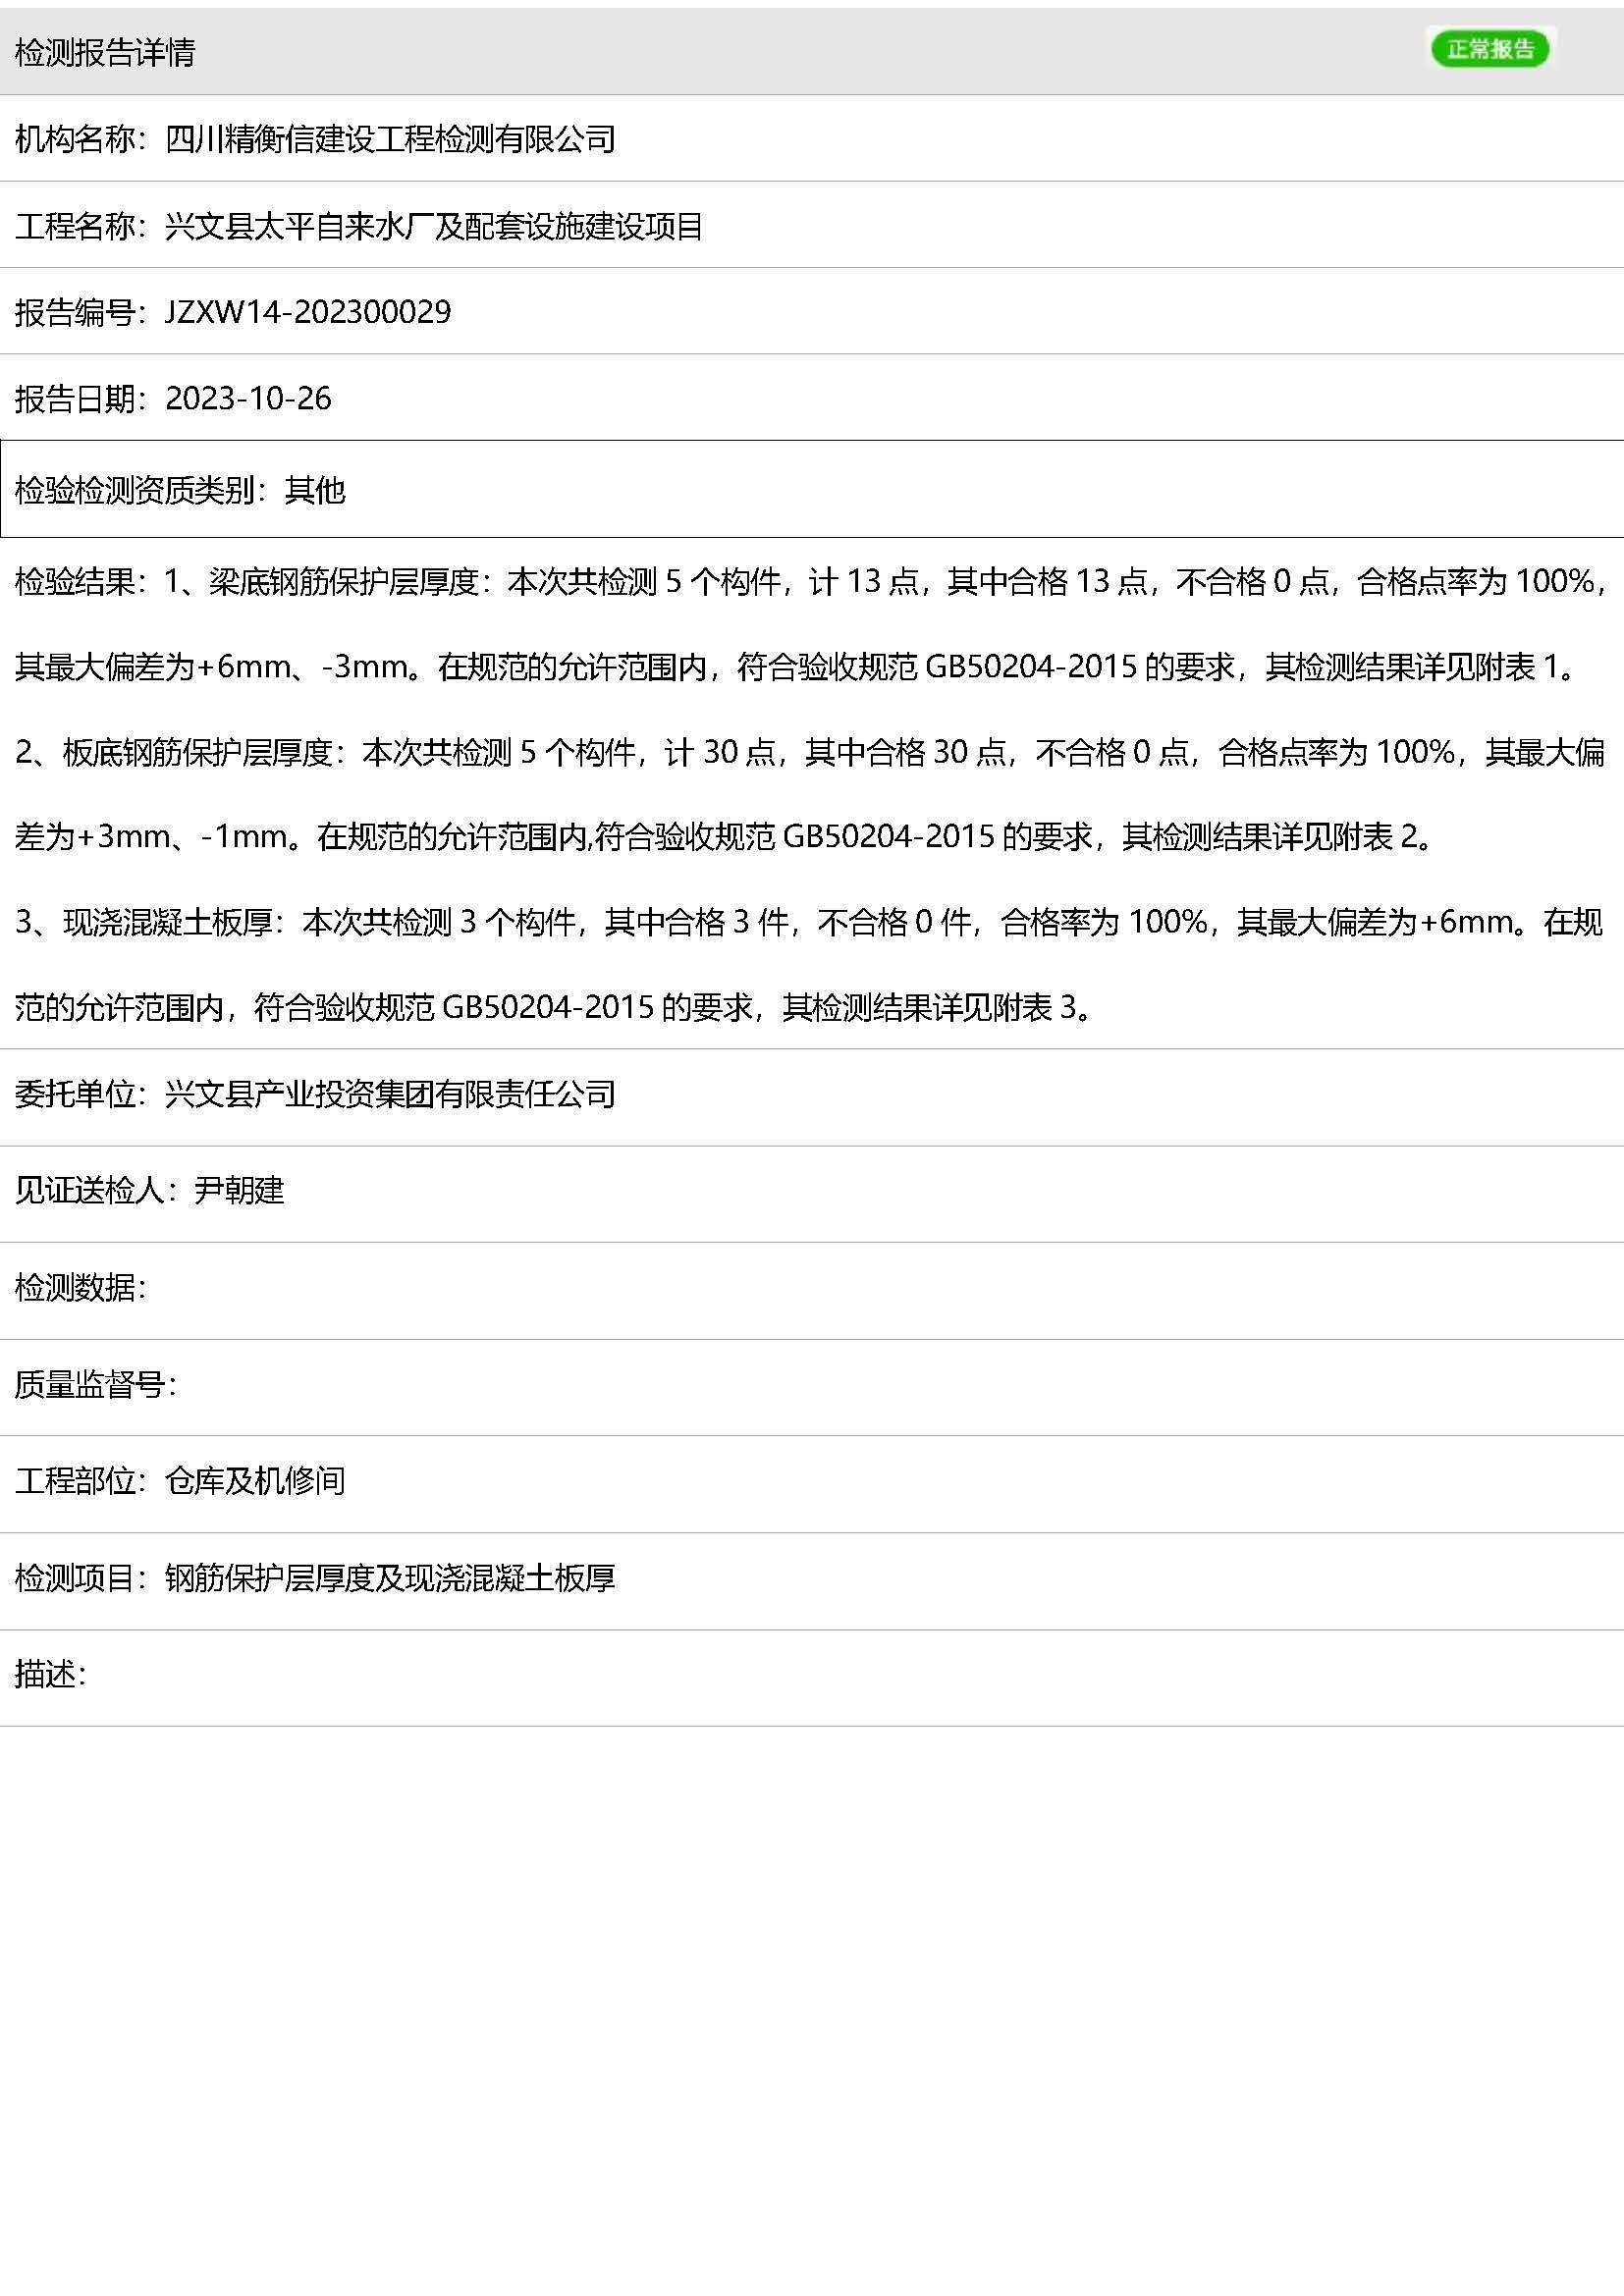 检测报告详情
正常报告
机构名称：四川精衡信建设工程检测有限公司
工程名称：兴文县太平自来水厂及配套设施建设项目
报告编号：JZXW14-202300029
报告日期：2023-10-26
检验检测资质类别：其他
检验结果：1、梁底钢筋保护层厚度：本次共检测 5 个构件，计 13 点，其中合格 13 点，不合格 0 点，合格点率为 100%，
其最大偏差为+6mm、-3mm。在规范的允许范围内，符合验收规范 GB50204-2015 的要求，其检测结果详见附表 1。
2、板底钢筋保护层厚度：本次共检测 5 个构件，计 30 点，其中合格 30 点，不合格 0 点，合格点率为 100%，其最大偏
差为+3mm、-1mm。在规范的允许范围内,符合验收规范 GB50204-2015 的要求，其检测结果详见附表 2。
3、现浇混凝土板厚：本次共检测 3 个构件，其中合格 3 件，不合格 0 件，合格率为 100%，其最大偏差为+6mm。在规
范的允许范围内，符合验收规范 GB50204-2015 的要求，其检测结果详见附表 3。
委托单位：兴文县产业投资集团有限责任公司
见证送检人：尹朝建
检测数据：
质量监督号：
工程部位：仓库及机修间
检测项目：钢筋保护层厚度及现浇混凝土板厚
描述：